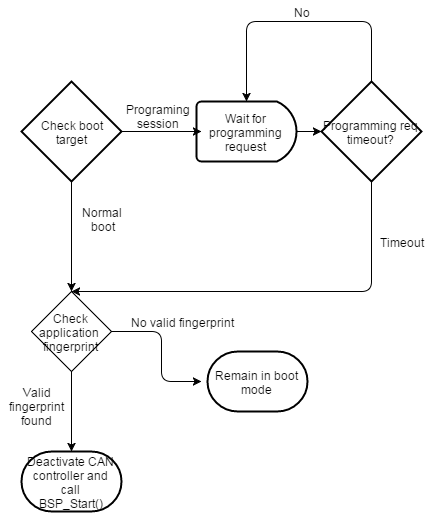 No
Programing
session
Check boot
target
Wait for
programming
request
Programming req
timeout?
Normal
boot
Timeout
Check
application
fingerprint
No valid fingerprint
Remain in boot
mode
Valid
fingerprint
found
Deactivate CAN
controller and
call
BSP_Start()